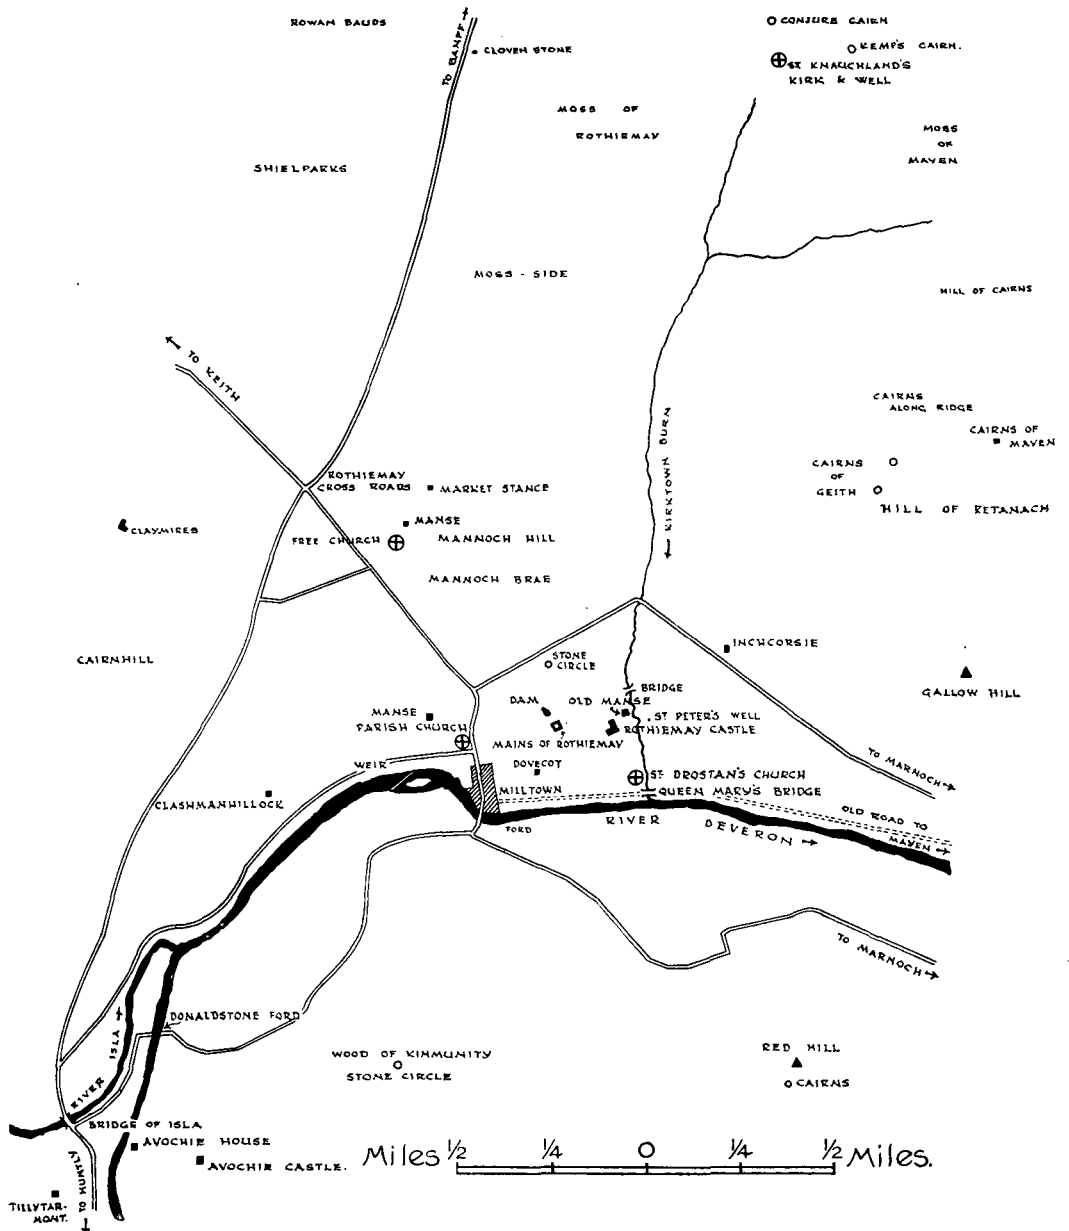 ROWAN BAUDS
TO BANFF
CLOVEN STONE
CONJURE CAIRN
KEMP'S CAIRN.
ST. KNAUCHLAND'S
KIRK & WELL
MOSS OF
ROTHIEMAY
MOSS
OF
MAYEN
SHIELPARKS
MOSS-SIDE
HILL OF CAIRNS
TO KEITH
CAIRNS
ALONG RIDGE
CAIRNS OF
MAYEN
CAIRNS
OF
GEITH
HILL OF RETANACH
KIRKTOWN BURN
ROTHIEMAY
CROSS ROADS
MARKET STANCE
CLAYMIRES
MANSE
FREE CHURCH
MANNOCH HILL
MANNOCH BRAE
CAIRNHILL
STONE
CIRCLE
INCHCORSIE
GALLOW HILL
BRIDGE
DAM
OLD MANSE
MANSE
PARISH CHURCH
ST. PETER'S WELL
ROTHIEMAY CASTLE
MAINS OF ROTHIEMAY
WEIR
DOVECOT
ST. DROSTAN'S CHURCH
TO MARNOCH
CLASHMANHILLOCK
MILLTOWN
QUEEN MARY'S BRIDGE
FORD
RIVER DEVERON
OLD ROAD TO
MAYEN
TO MARNOCH
DONALDSTONE FORD
RIVER ISLA
WOOD OF KINMUNITY
STONE CIRCLE
RED HILL
CAIRNS
BRIDGE OF ISLA
AVOCHIE HOUSE
AVOCHIE CASTLE.
TO HUNTLY
TILLYTAR-
MONT.
Miles 1/2 1/4 0 1/4 1/2 Miles.